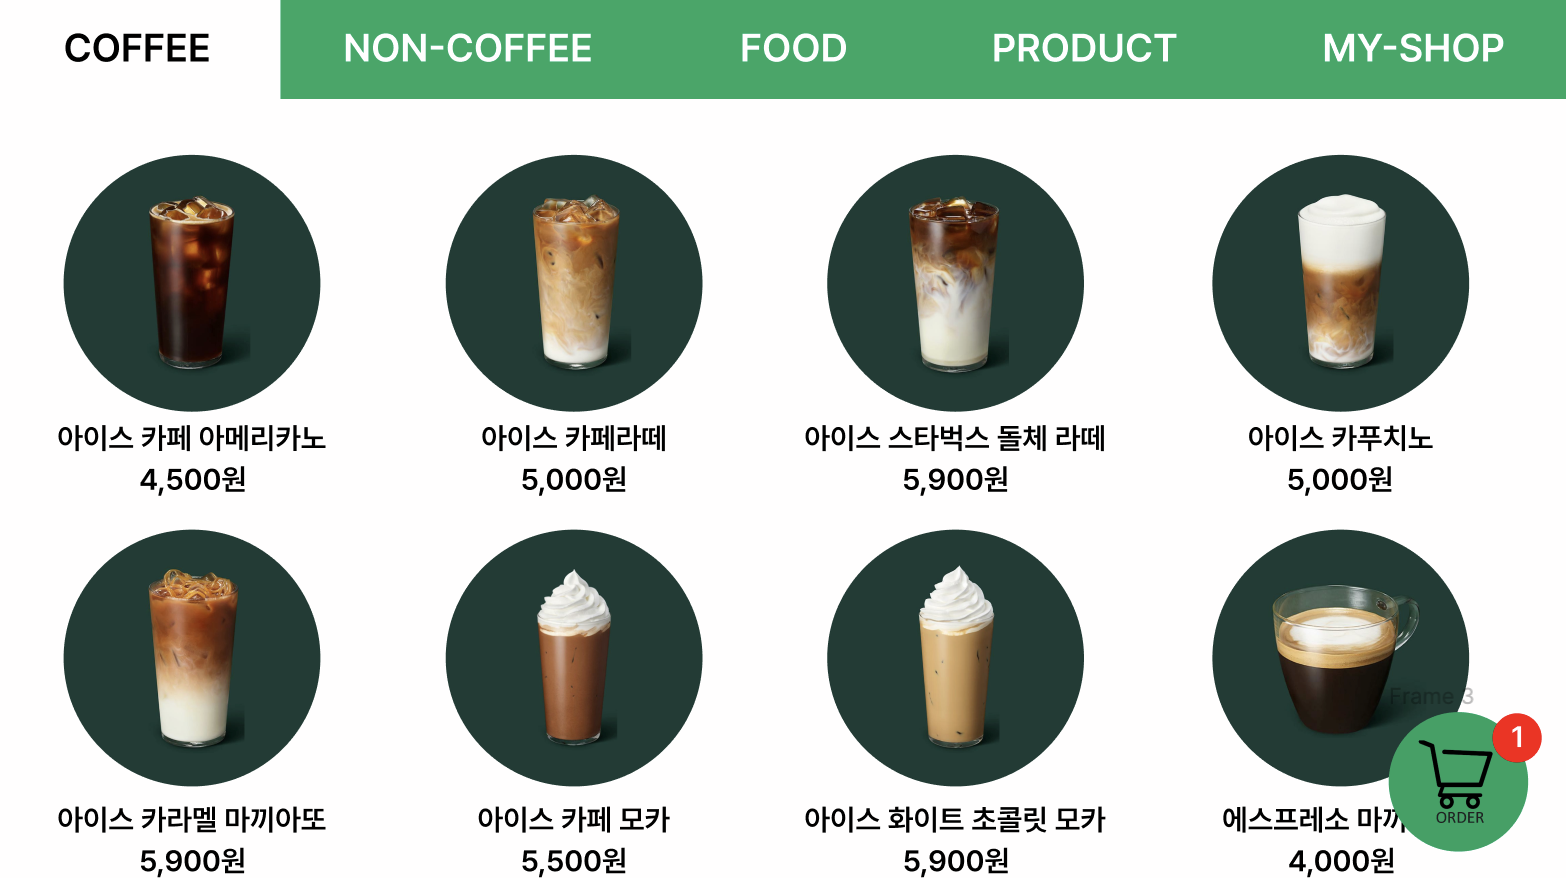 COFFEE NON-COFFEE FOOD PRODUCT MY-SHOP
아이스 카페 아메리카노 아이스 카페라떼 아이스 스타벅스 돌체 라떼 아이스 카푸치노
4,500원 5,000원 5,900원 5,000원
아이스 카라멜 마끼아또 아이스 카페 모카 아이스 화이트 초콜릿 모카 에스프레소
5,900원 5,500원 5,900원 4,000원
Frame 3
1
ORDER